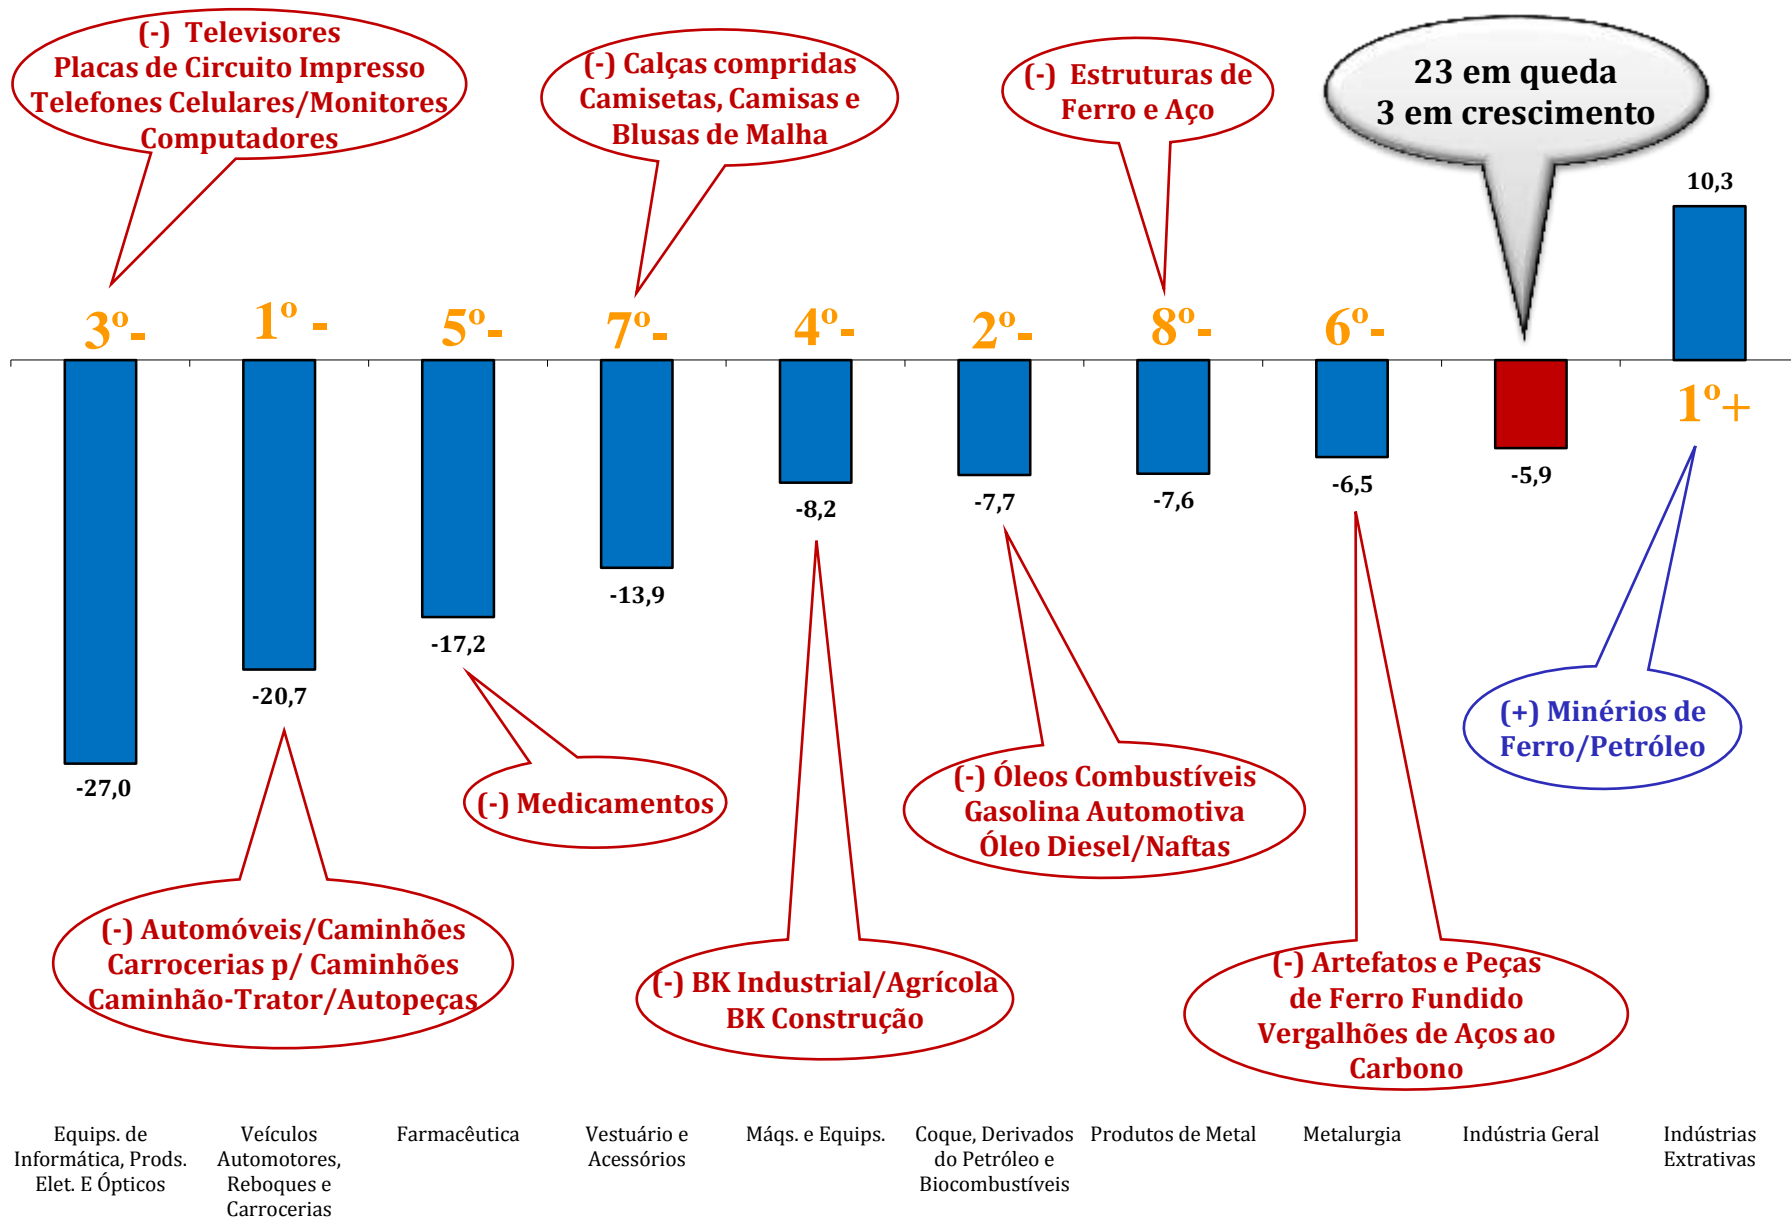 (-) Televisores
Placas de Circuito Impresso
Telefones Celulares/Monitores
Computadores
(-) Calças compridas
Camisetas, Camisas e
Blusas de Malha
(-) Estruturas de
Ferro e Aço
23 em queda
3 em crescimento
10,3
3º-
1º -
5º-
7º-
4º-
2º-
8º-
6º-
1º+
-27,0
-20,7
-17,2
-13,9
-8,2
-7,7
-7,6
-6,5
-5,9
(-) Automóveis/Caminhões
Carrocerias p/ Caminhões
Caminhão-Trator/Autopeças
(-) Medicamentos
(-) BK Industrial/Agrícola
BK Construção
(-) Óleos Combustíveis
Gasolina Automotiva
Óleo Diesel/Naftas
(-) Artefatos e Peças
de Ferro Fundido
Vergalhões de Aços ao
Carbono
(+) Minérios de
Ferro/Petróleo
Equips. de
Informática, Prods.
Elet. E Ópticos
Veículos
Automotores,
Reboques e
Carrocerias
Farmacêutica
Vestuário e
Acessórios
Máqs. e Equips.
Coque, Derivados
do Petróleo e
Biocombustíveis
Produtos de Metal
Metalurgia
Indústria Geral
Indústrias
Extrativas